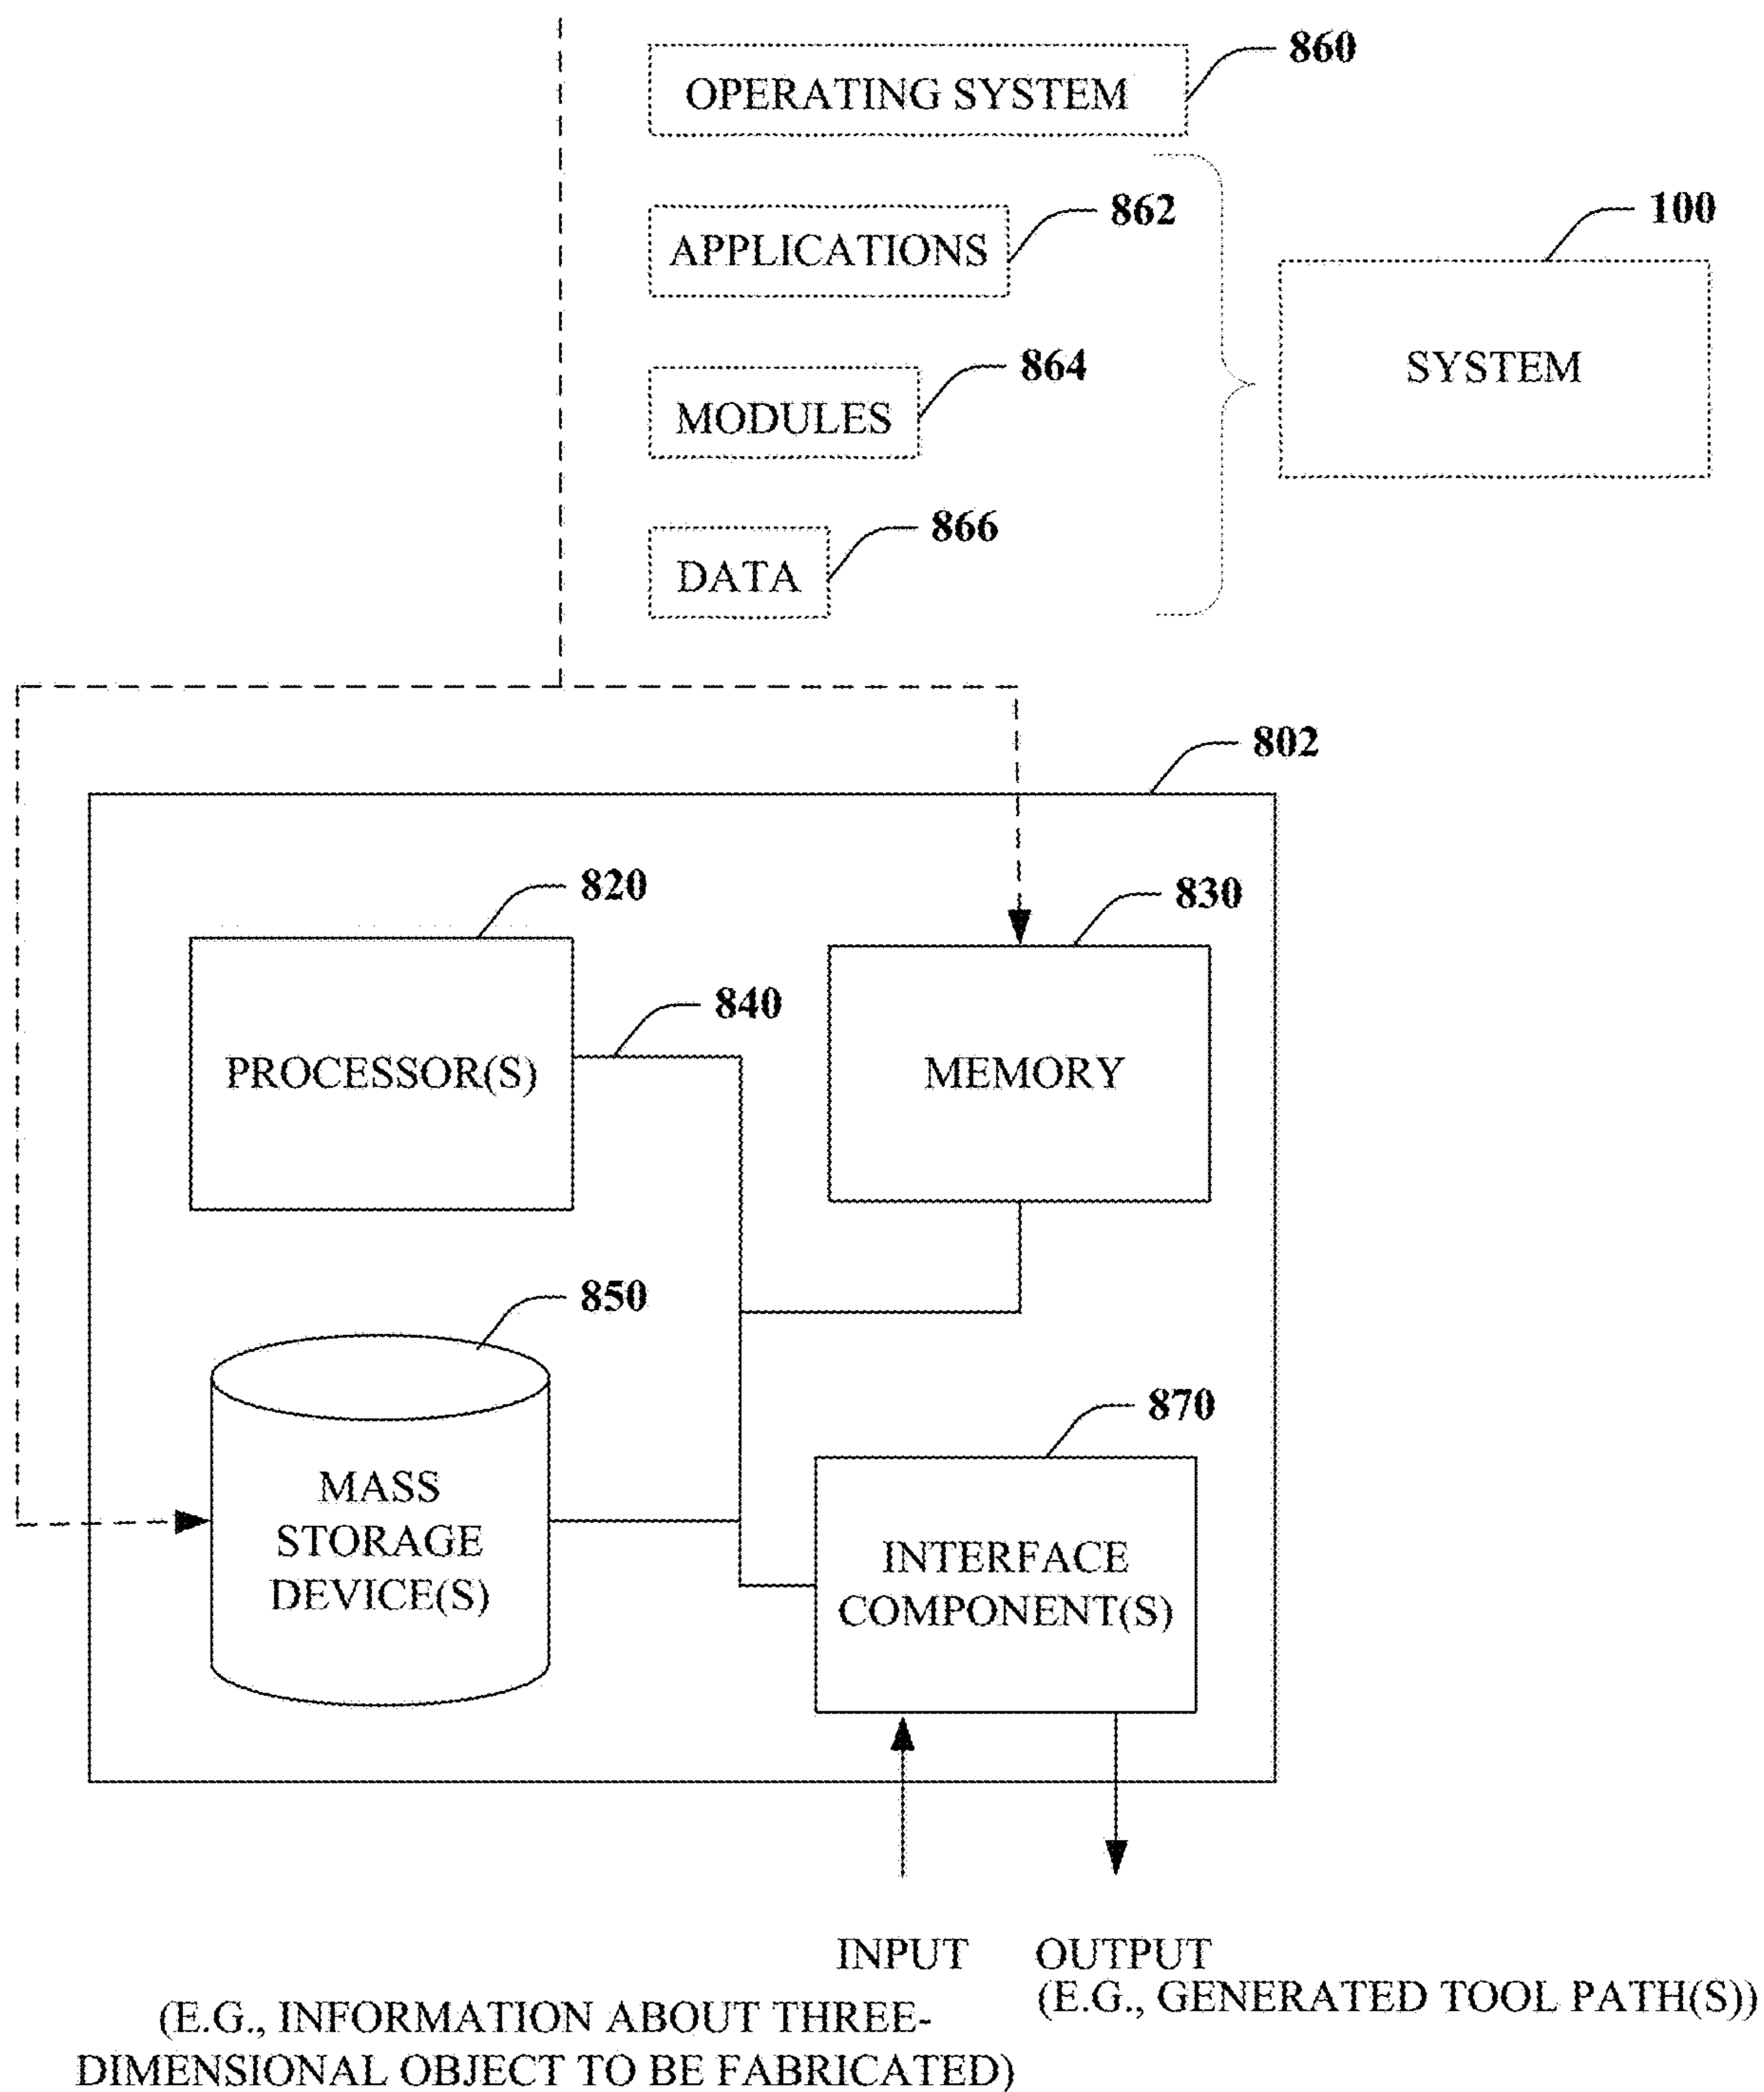 860
OPERATING SYSTEM
862
100
APPLICATIONS
SYSTEM
864
MODULES
866
DATA
802
820
830
840
PROCESSOR(S)
MEMORY
850
870
MASS
STORAGE
DEVICE(S)
INTERFACE
COMPONENT(S)
INPUT
(E.G., INFORMATION ABOUT THREE-
DIMENSIONAL OBJECT TO BE FABRICATED)
OUTPUT
(E.G., GENERATED TOOL PATH(S))